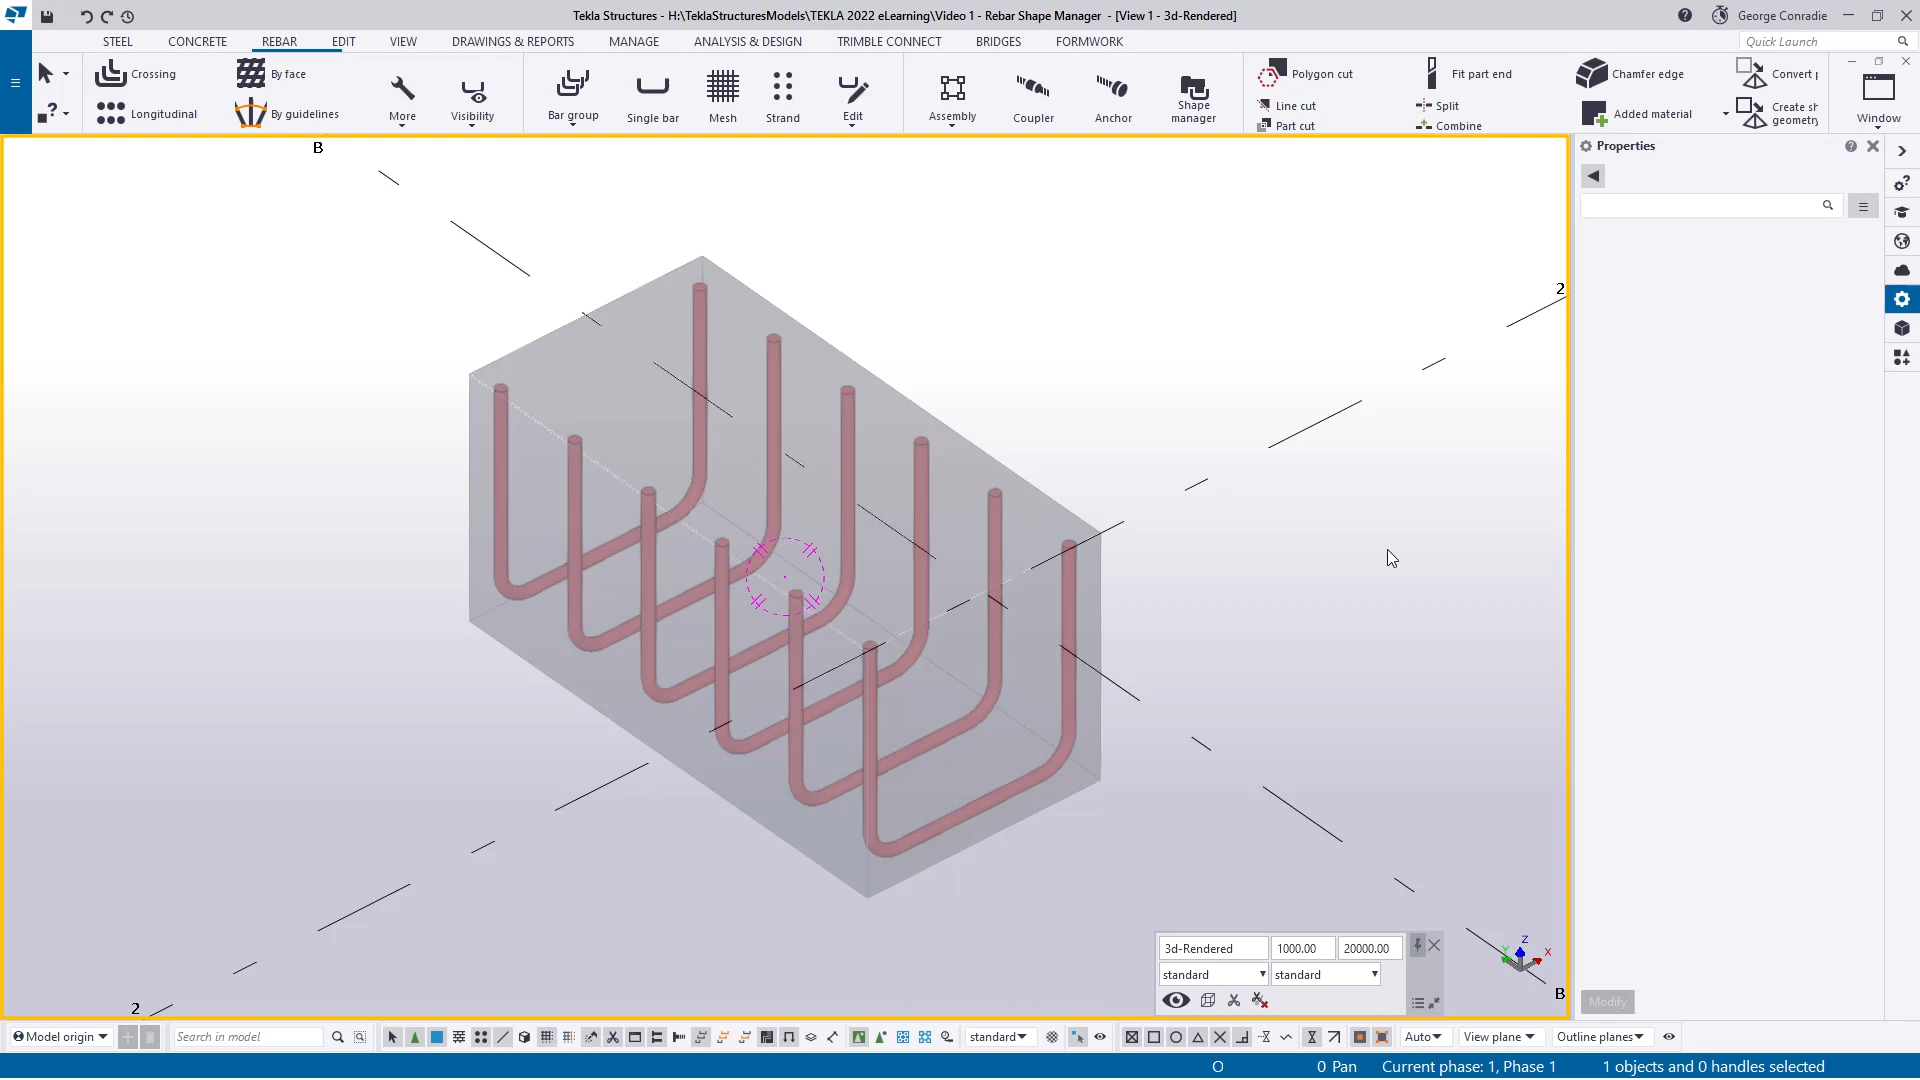 Tekla Structures - H:\TeklaStructuresModels\TEKLA 2022 eLearning\Video 1 - Rebar Shape Manager - [View 1 - 3d-Rendered]
George Conradie
STEEL CONCRETE REBAR EDIT VIEW DRAWINGS & REPORTS MANAGE ANALYSIS & DESIGN TRIMBLE CONNECT BRIDGES FORMWORK
Quick Launch
Crossing
Longitudinal
By face
By guidelines
More
Visibility
Bar group
Single bar
Mesh
Strand
Edit
Assembly
Coupler
Anchor
Shape
manager
Polygon cut
Line cut
Part cut
Fit part end
Split
Combine
Chamfer edge
Added material
Convert p
Create sh
geometry
Window
Properties
B
2
2
B
Z
Y
X
3d-Rendered 1000.00 20000.00
standard standard
Modify
Model origin Search in model standard Auto View plane Outline planes
O 0 Pan Current phase: 1, Phase 1 1 objects and 0 handles selected